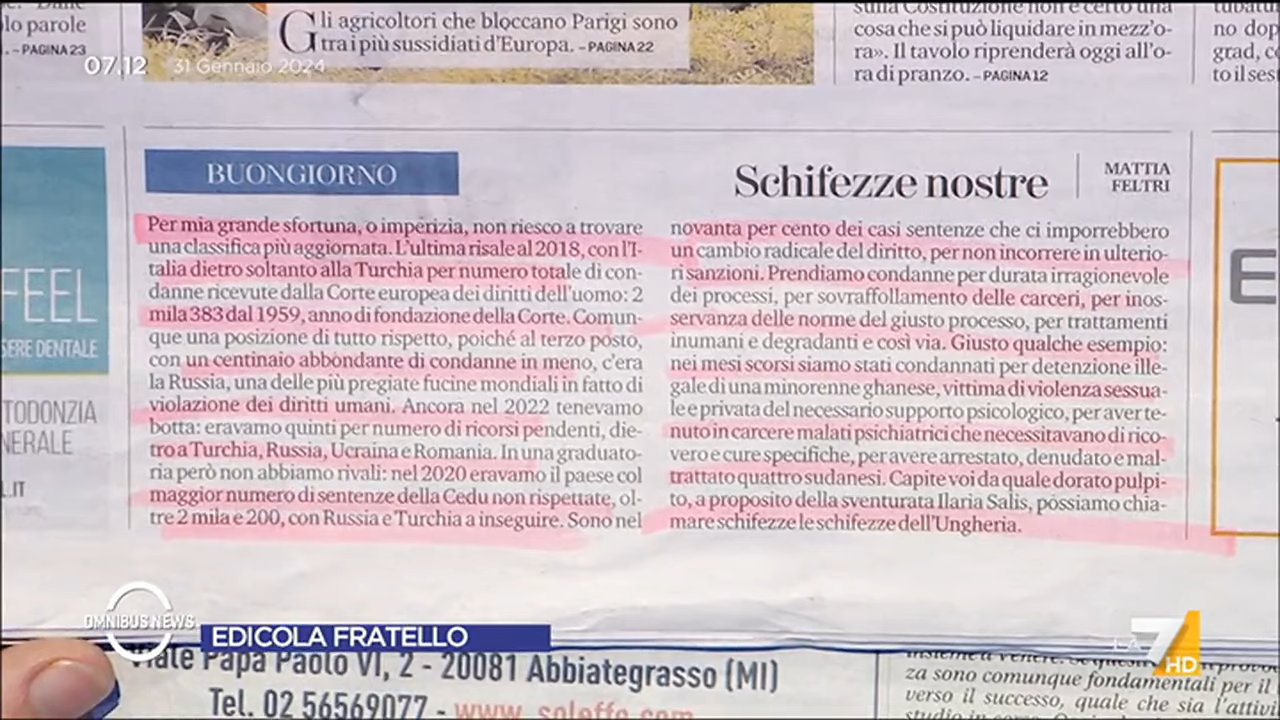 lo parole
. – PAGINA 23
07.12 31 Gennaio 2024
Gli agricoltori che bloccano Parigi sono
tra i più sussidiati d'Europa. – PAGINA 22
sulla Costituzione non è certo una
cosa che si può liquidare in mezz'o-
ra». Il tavolo riprenderà oggi all'o-
ra di pranzo. – PAGINA 12
no dop
grad, c
to il ses
FEEL
SERE DENTALE
TODONZIA
NERALE
L.IT
BUONGIORNO
Schifezze nostre
MATTIA
FELTRI
Per mia grande sfortuna, o imperizia, non riesco a trovare
una classifica più aggiornata. L'ultima risale al 2018, con l'I-
talia dietro soltanto alla Turchia per numero totale di con-
danne ricevute dalla Corte europea dei diritti dell'uomo: 2
mila 383 dal 1959, anno di fondazione della Corte. Comun-
que una posizione di tutto rispetto, poiché al terzo posto,
con un centinaio abbondante di condanne in meno, c'era
la Russia, una delle più pregiate fucine mondiali in fatto di
violazione dei diritti umani. Ancora nel 2022 tenevamo
botta: eravamo quinti per numero di ricorsi pendenti, die-
tro a Turchia, Russia, Ucraina e Romania. In una graduato-
ria però non abbiamo rivali: nel 2020 eravamo il paese col
maggior numero di sentenze della Cedu non rispettate, ol-
tre 2 mila e 200, con Russia e Turchia a inseguire. Sono nel
novanta per cento dei casi sentenze che ci imporrebbero
un cambio radicale del diritto, per non incorrere in ulterio-
ri sanzioni. Prendiamo condanne per durata irragionevole
dei processi, per sovraffollamento delle carceri, per inos-
servanza delle norme del giusto processo, per trattamenti
inumani e degradanti e così via. Giusto qualche esempio:
nei mesi scorsi siamo stati condannati per detenzione ille-
gale di una minorenne ghanese, vittima di violenza sessua-
le e privata del necessario supporto psicologico, per aver te-
nuto in carcere malati psichiatrici che necessitavano di rico-
vero e cure specifiche, per avere arrestato, denudato e mal-
trattato quattro sudanesi. Capite voi da quale dorato pulpi-
to, a proposito della sventurata Ilaria Salis, possiamo chia-
mare schifezze le schifezze dell'Ungheria.
OMNIBUS NEWS
EDICOLA FRATELLO
LA 7 HD
Viale Papa Paolo VI, 2 - 20081 Abbiategrasso (MI)
Tel. 02 56569077 -
za sono comunque fondamentali per il
verso il successo, quale che sia l'attivi